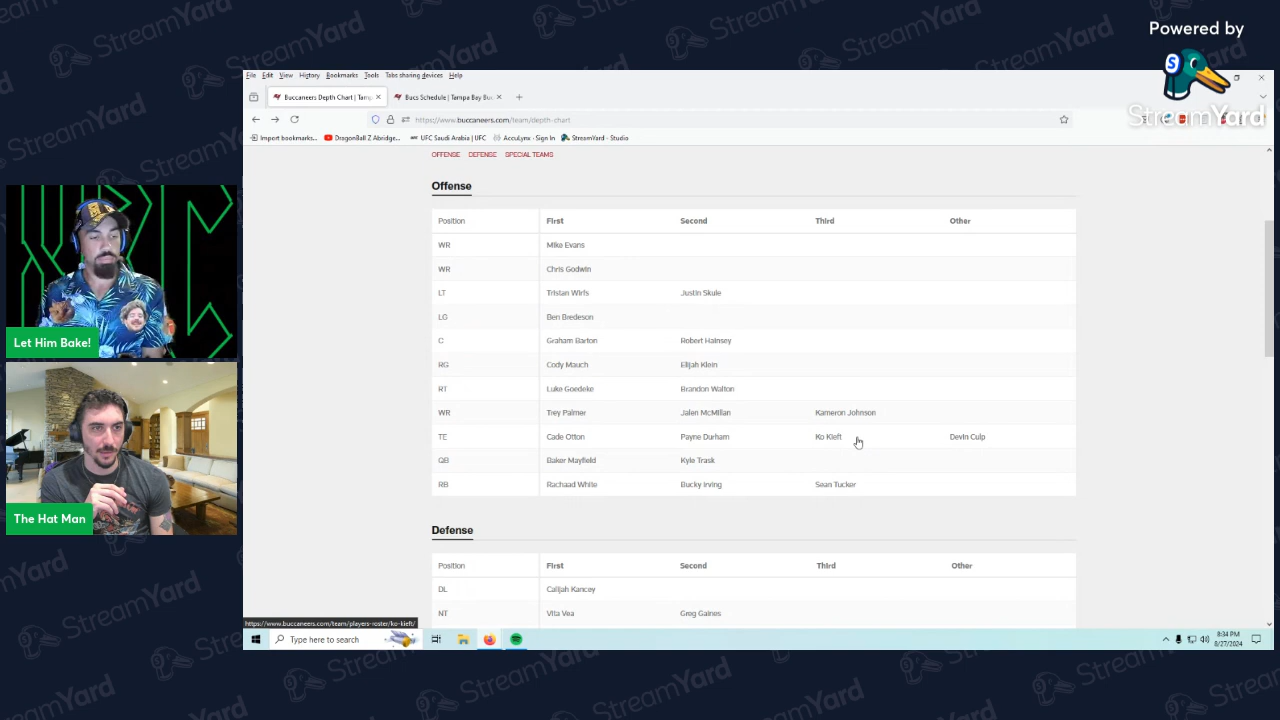 Powered by
StreamYard
File Edit View History Bookmarks Tools Tabs sharing devices Help
Buccaneers Depth Chart | Tam
Bucs Schedule | Tampa Bay Buc
https://www.buccaneers.com/team/depth-chart
Import bookmarks... DragonBall Z Abridge... UFC Saudi Arabia | UFC AccuLynx - Sign In StreamYard - Studio
OFFENSE DEFENSE SPECIAL TEAMS
Offense
Position First Second Third Other
WR Mike Evans
WR Chris Godwin
LT Tristan Wirfs Justin Skule
LG Ben Bredeson
C Graham Barton Robert Hainsey
RG Cody Mauch Elijah Klein
RT Luke Goedeke Brandon Walton
WR Trey Palmer Jalen McMillan Kameron Johnson
TE Cade Otton Payne Durham Ko Kieft Devin Culp
QB Baker Mayfield Kyle Trask
RB Rachaad White Bucky Irving Sean Tucker
Defense
Position First Second Third Other
DL Calijah Kancey
NT Vita Vea Greg Gaines
https://www.buccaneers.com/team/players-roster/ko-kieft/
Type here to search
8:34 PM
8/27/2024
Let Him Bake!
The Hat Man